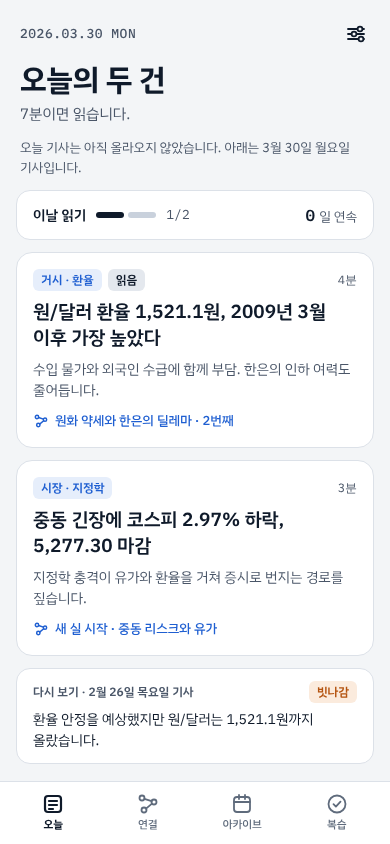 2026.03.30 MON
오늘의 두 건
7분이면 읽습니다.
오늘 기사는 아직 올라오지 않았습니다. 아래는 3월 30일 월요일
기사입니다.
이날 읽기 1/2 0 일 연속
거시 · 환율 읽음 4분
원/달러 환율 1,521.1원, 2009년 3월
이후 가장 높았다
수입 물가와 외국인 수급에 함께 부담. 한은의 인하 여력도
줄어듭니다.
원화 약세와 한은의 딜레마 · 2번째
시장 · 지정학 3분
중동 긴장에 코스피 2.97% 하락,
5,277.30 마감
지정학 충격이 유가와 환율을 거쳐 증시로 번지는 경로를
짚습니다.
새 실 시작 · 중동 리스크와 유가
다시 보기 · 2월 26일 목요일 기사 빗나감
환율 안정을 예상했지만 원/달러는 1,521.1원까지
올랐습니다.
오늘 연결 아카이브 복습